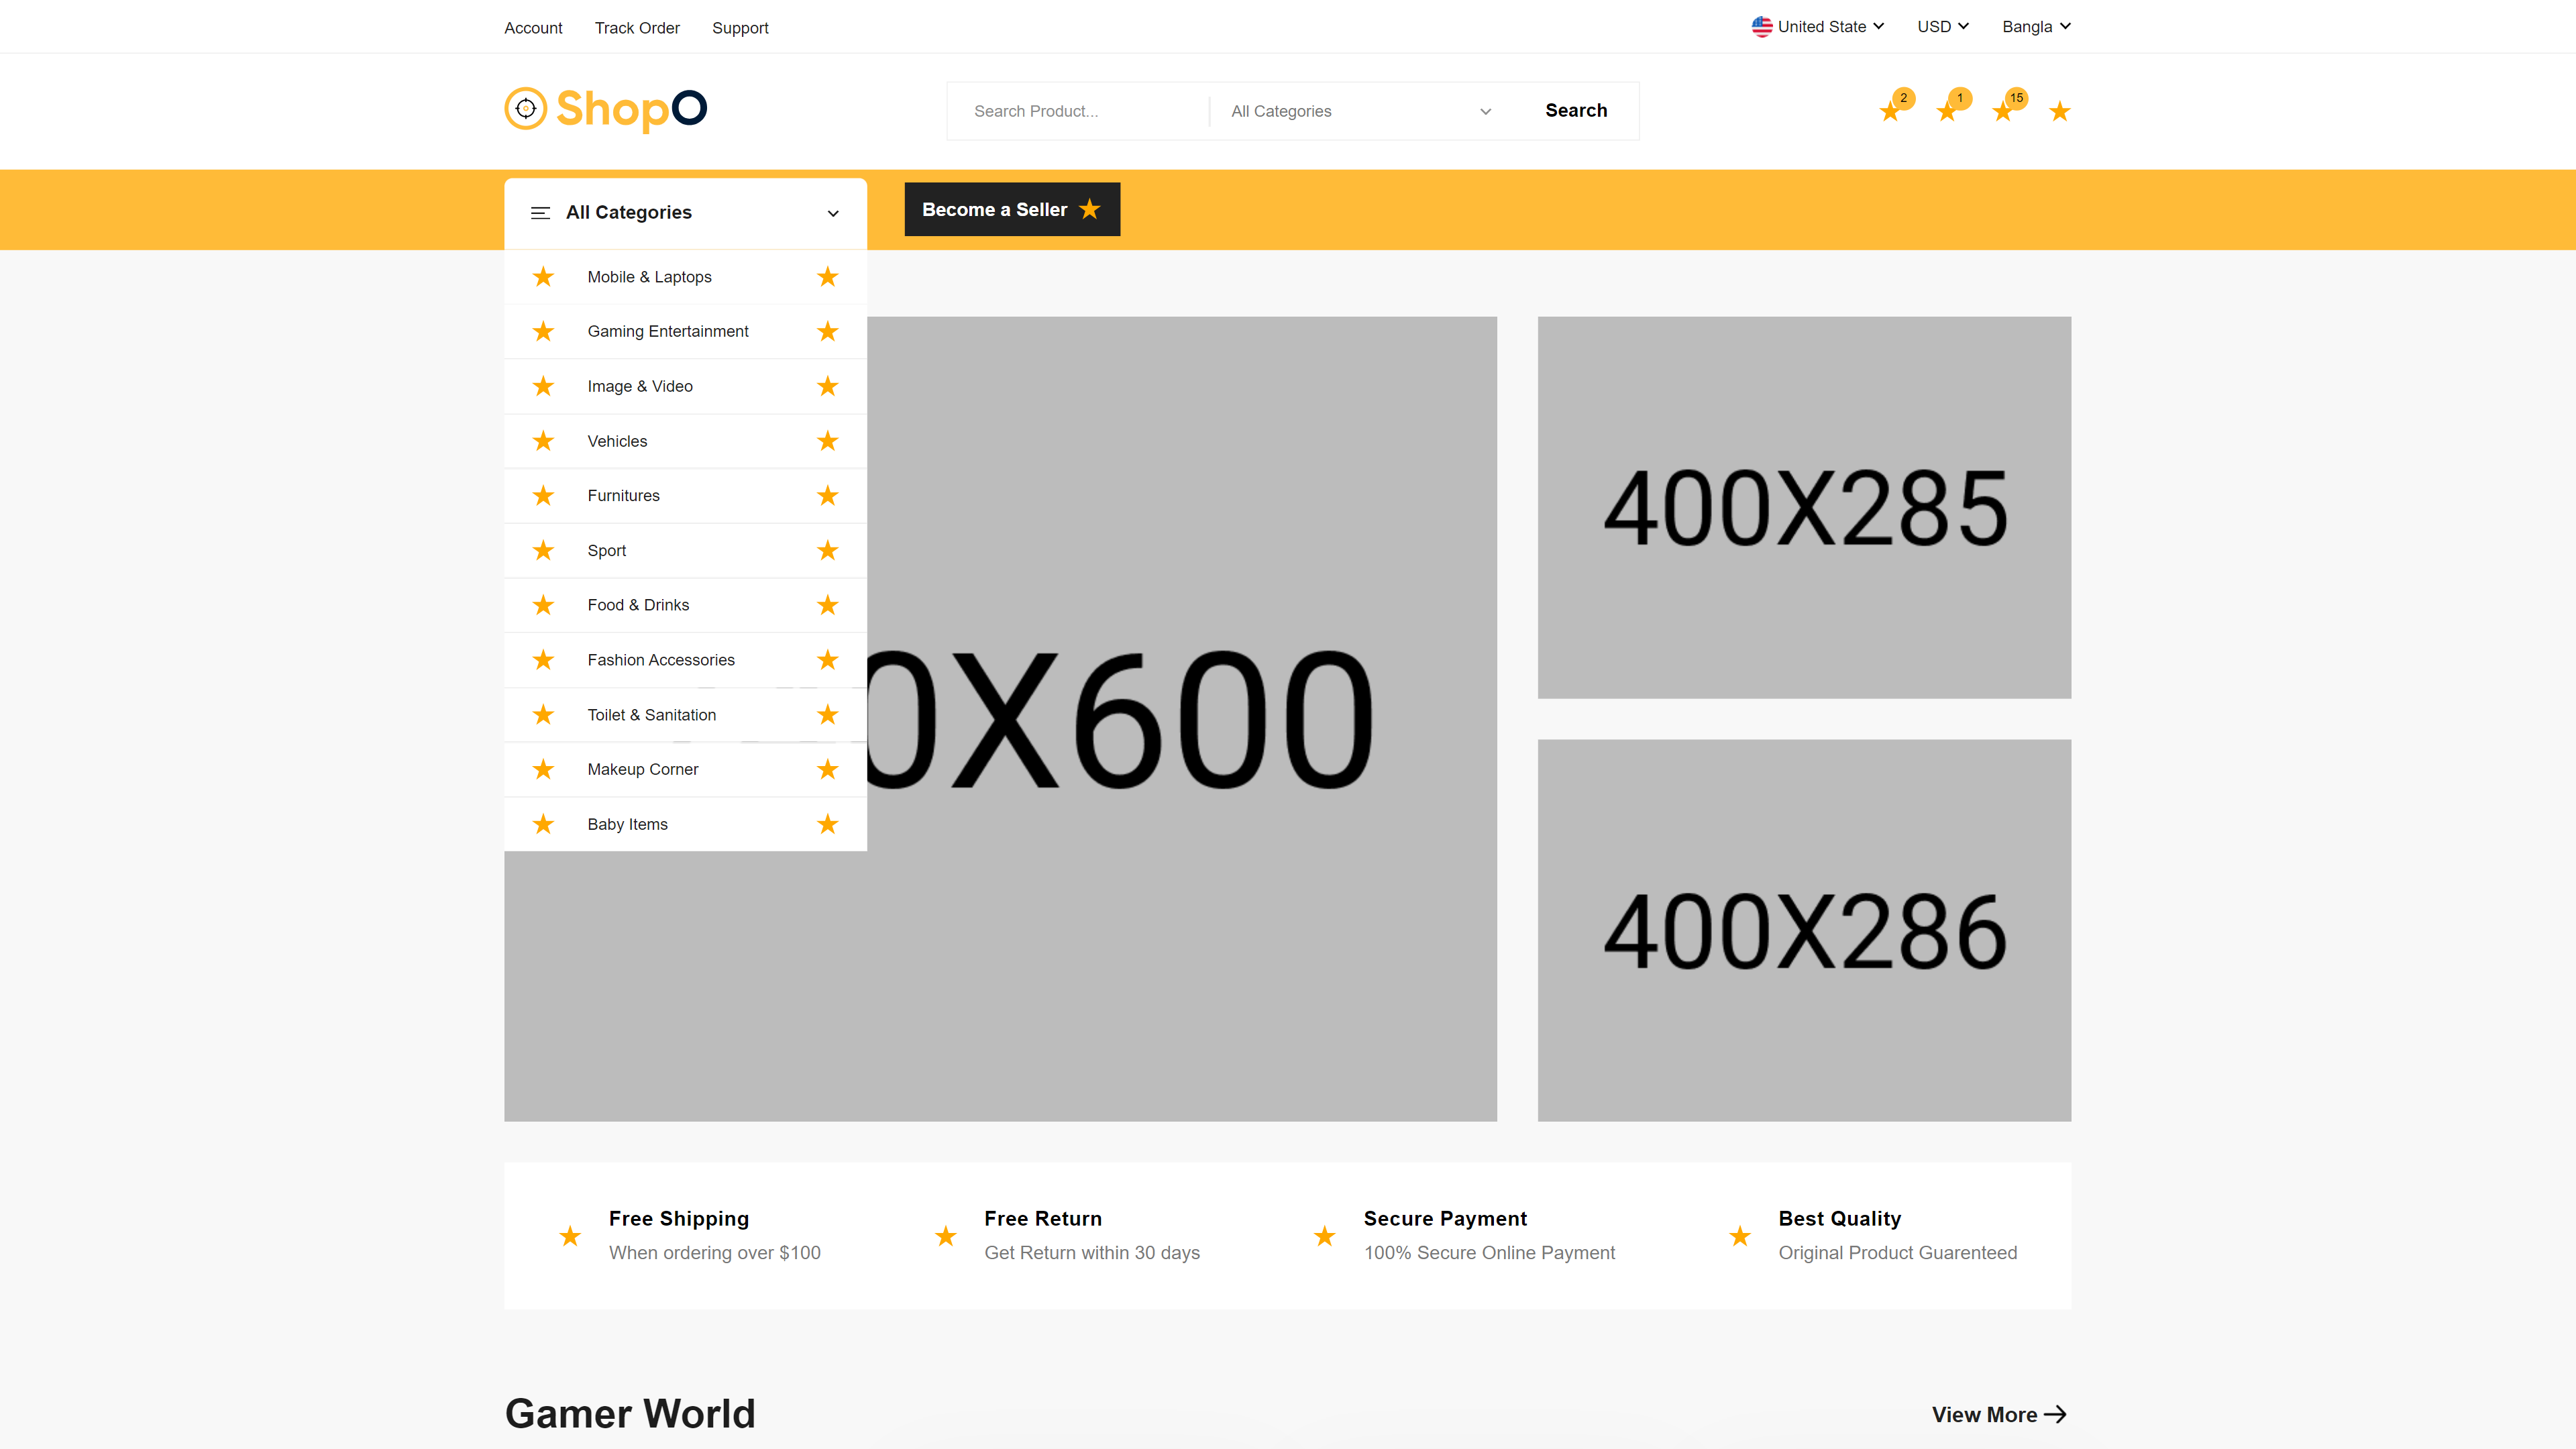 Account Track Order Support
United State USD Bangla
ShopO
Search Product... All Categories Search
2 1 15
All Categories
Become a Seller
Mobile & Laptops
Gaming Entertainment
Image & Video
Vehicles
Furnitures
Sport
Food & Drinks
Fashion Accessories
Toilet & Sanitation
Makeup Corner
Baby Items
0X600
400X285
400X286
Free Shipping
When ordering over $100
Free Return
Get Return within 30 days
Secure Payment
100% Secure Online Payment
Best Quality
Original Product Guarenteed
Gamer World
View More